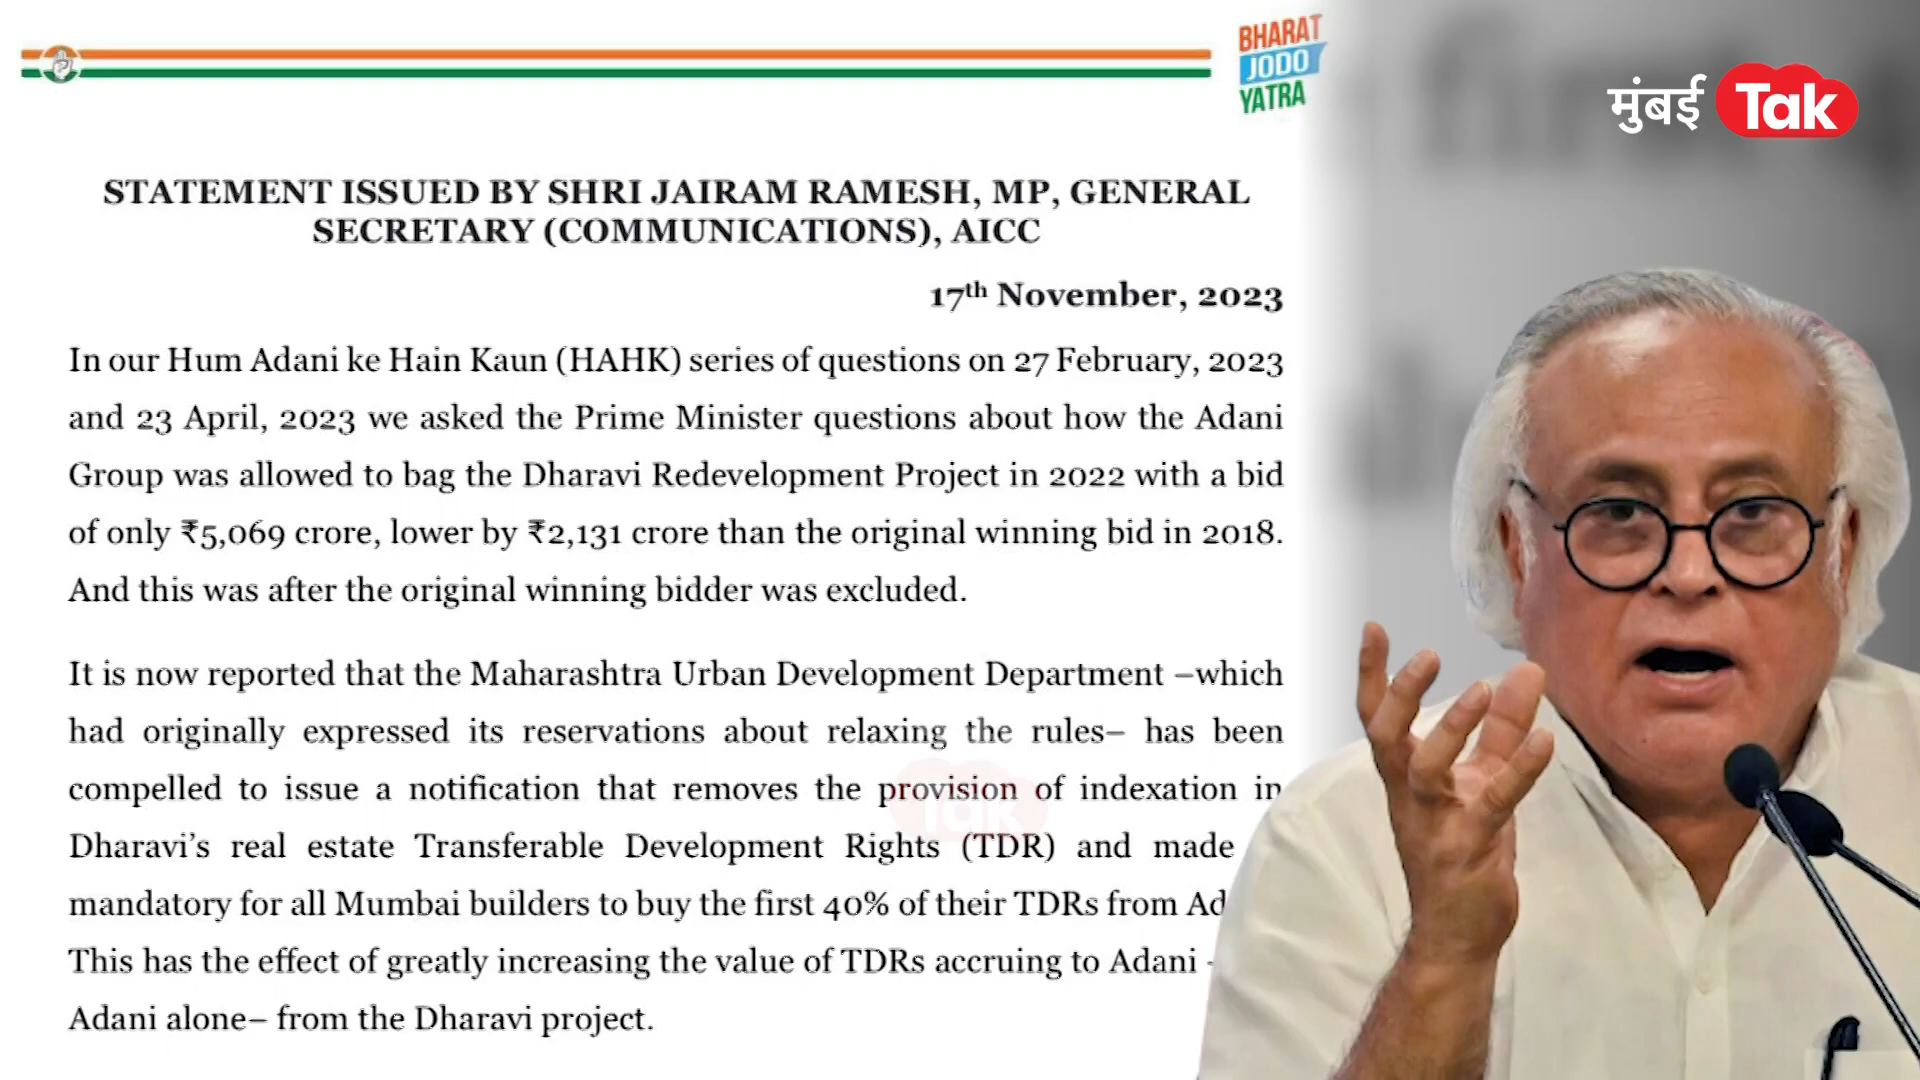 BHARAT
JODO
YATRA
मुंबई Tak
STATEMENT ISSUED BY SHRI JAIRAM RAMESH, MP, GENERAL
SECRETARY (COMMUNICATIONS), AICC
17th November, 2023
In our Hum Adani ke Hain Kaun (HAHK) series of questions on 27 February, 2023
and 23 April, 2023 we asked the Prime Minister questions about how the Adani
Group was allowed to bag the Dharavi Redevelopment Project in 2022 with a bid
of only ₹5,069 crore, lower by ₹2,131 crore than the original winning bid in 2018.
And this was after the original winning bidder was excluded.
It is now reported that the Maharashtra Urban Development Department –which
had originally expressed its reservations about relaxing the rules– has been
compelled to issue a notification that removes the provision of indexation in
Tak
Dharavi’s real estate Transferable Development Rights (TDR) and made
mandatory for all Mumbai builders to buy the first 40% of their TDRs from Ad
This has the effect of greatly increasing the value of TDRs accruing to Adani -
Adani alone– from the Dharavi project.